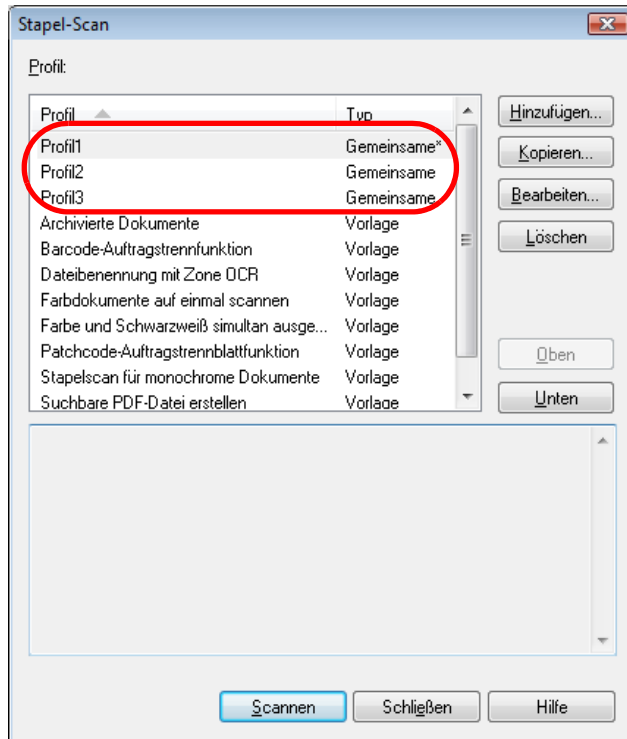 Stapel-Scan
Profil:
Profil Typ
Profil1 Gemeinsame*
Profil2 Gemeinsame
Profil3 Gemeinsame
Archivierte Dokumente Vorlage
Barcode-Auftragstrennfunktion Vorlage
Dateibenennung mit Zone OCR Vorlage
Farbdokumente auf einmal scannen Vorlage
Farbe und Schwarzweiß simultan ausge... Vorlage
Patchcode-Auftragstrennblattfunktion Vorlage
Stapelscan für monochrome Dokumente Vorlage
Suchbare PDF-Datei erstellen Vorlage
Hinzufügen...
Kopieren...
Bearbeiten...
Löschen
Oben
Unten
Scannen Schließen Hilfe